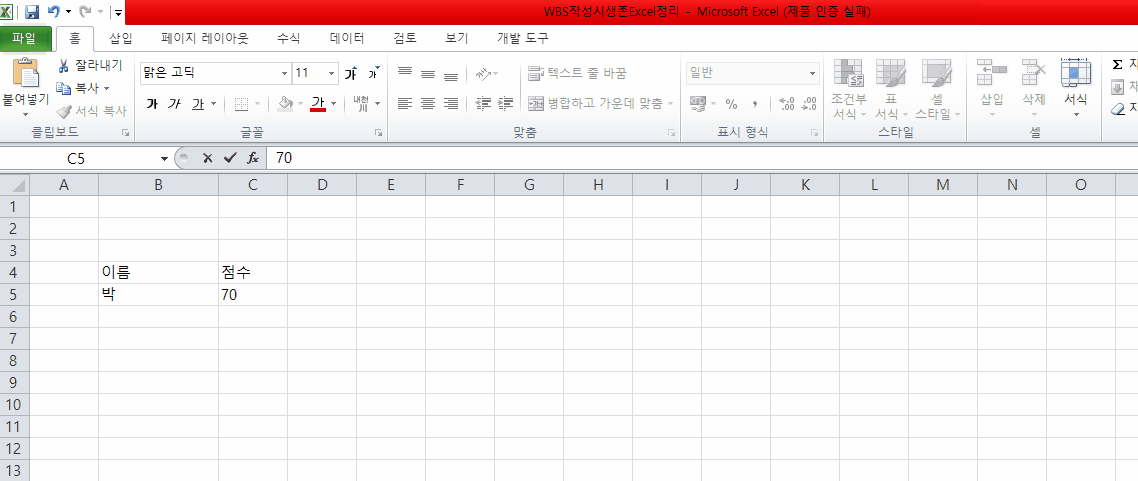 WBS작성시생존Excel정리 - Microsoft Excel (제품 인증 실패)
파일 홈 삽입 페이지 레이아웃 수식 데이터 검토 보기 개발 도구
붙여넣기 잘라내기 복사 서식 복사 클립보드
맑은 고딕 11 가 가 가 가 가 가 내천 川 글꼴
텍스트 줄 바꿈 병합하고 가운데 맞춤 맞춤
일반 % , 표시 형식
조건부 서식 표 서식 셀 스타일 스타일
삽입 삭제 서식 셀
Σ
C5 fx 70
A B C D E F G H I J K L M N O
1
2
3
4 이름 점수
5 박 70
6
7
8
9
10
11
12
13